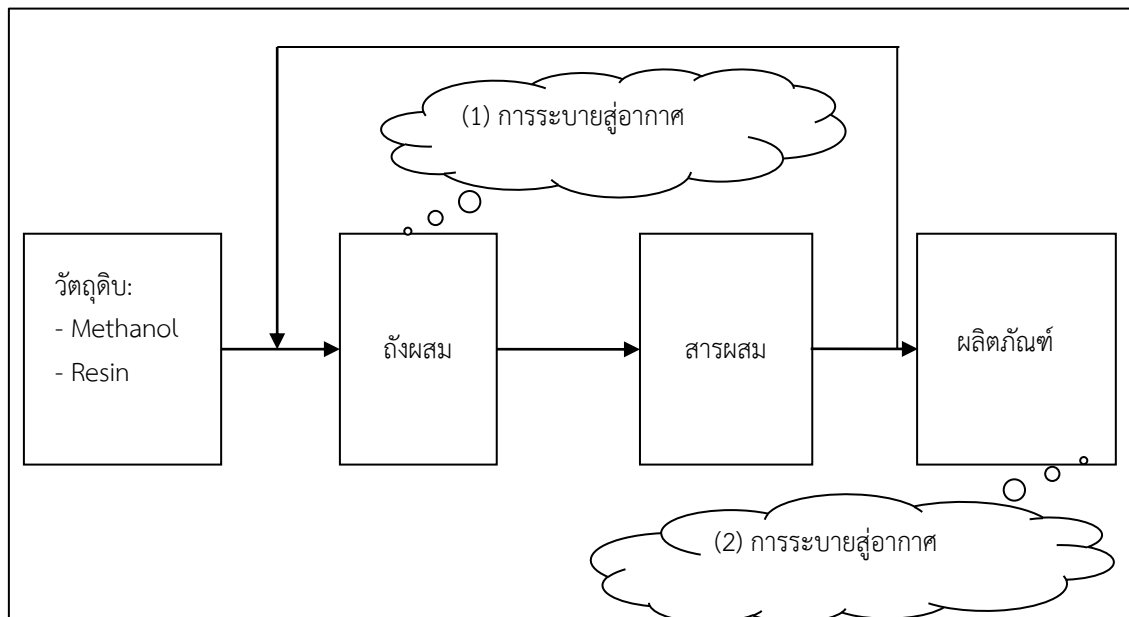 (1) การระบายสู่อากาศ
วัตถุดิบ:
- Methanol
- Resin
ถังผสม
สารผสม
ผลิตภัณฑ์
(2) การระบายสู่อากาศ